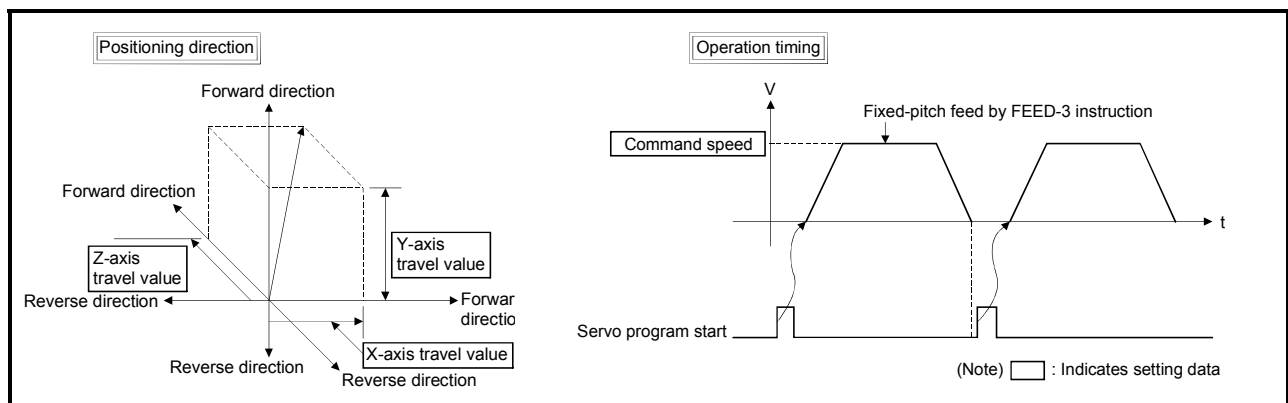 Positioning direction
Forward direction
Forward direction
Z-axis
travel value
Reverse direction
Y-axis
travel value
Forwar
directio
X-axis travel value
Reverse direction
Reverse direction
Operation timing
V
Fixed-pitch feed by FEED-3 instruction
Command speed
t
Servo program start
(Note) : Indicates setting data